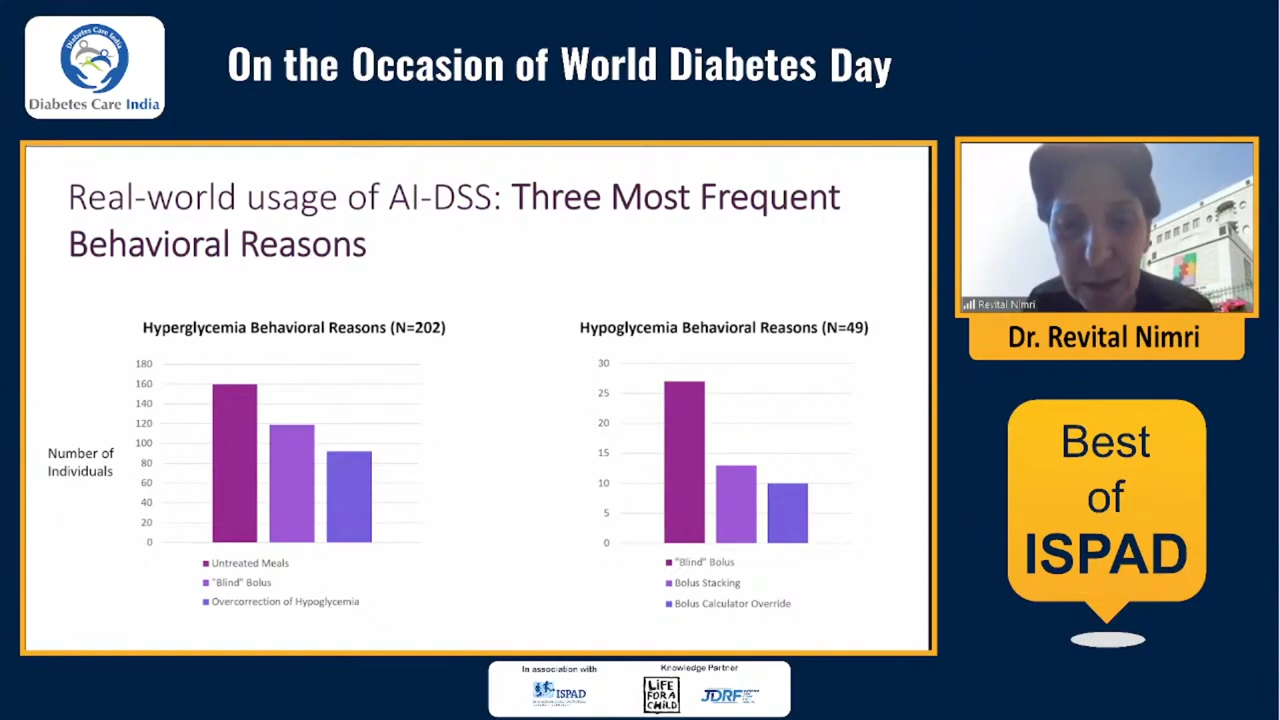 Diabetes Care India
Diabetes Care India
On the Occasion of World Diabetes Day
Real-world usage of AI-DSS: Three Most Frequent
Behavioral Reasons
Hyperglycemia Behavioral Reasons (N=202)
180
160
140
120
100
80
60
40
20
0
Number of
Individuals
Untreated Meals
"Blind" Bolus
Overcorrection of Hypoglycemia
Hypoglycemia Behavioral Reasons (N=49)
30
25
20
15
10
5
0
"Blind" Bolus
Bolus Stacking
Bolus Calculator Override
Revital Nimri
Dr. Revital Nimri
Best
of
ISPAD
In association with
ISPAD
Knowledge Partner
LiFE
FOR A
CHiLD
JDRF